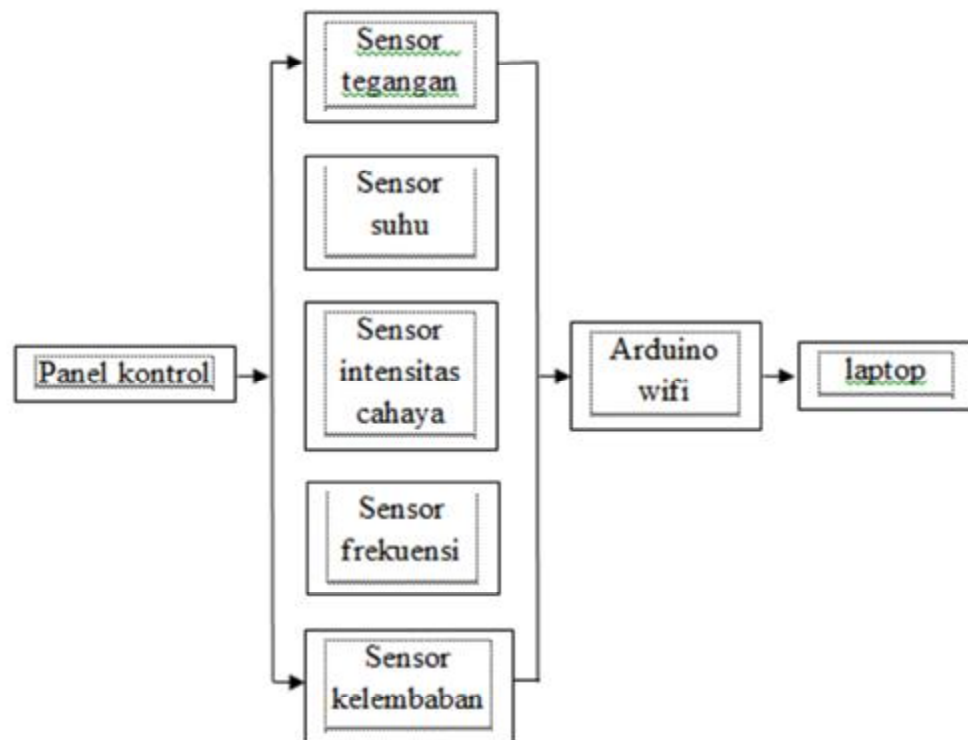 Sensor
tegangan
Sensor
suhu
Panel kontrol
Sensor
intensitas
cahaya
Arduino
wifi
laptop
Sensor
frekuensi
Sensor
kelembaban